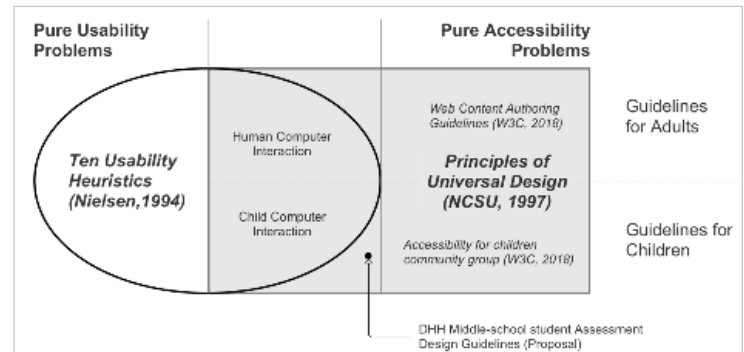 Pure Usability
Problems
Pure Accessibility
Problems
Web Content Authoring
Guidelines (W3C, 2018)
Guidelines
for Adults
Human Computer
Interaction
Ten Usability
Heuristics
(Nielsen,1994)
Principles of
Universal Design
(NCSU, 1997)
Child Computer
Interaction
Guidelines for
Children
Accessibility for children
community group (W3C, 2018)
DHH Middle-school student Assessment
Design Guidelines (Proposal)